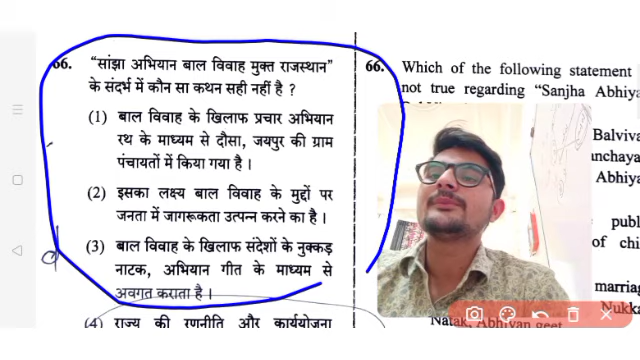 66. "सांझा अभियान बाल विवाह मुक्त राजस्थान"
के संदर्भ में कौन सा कथन सही नहीं है ?
(1) बाल विवाह के खिलाफ प्रचार अभियान
रथ के माध्यम से दौसा, जयपुर की ग्राम
पंचायतों में किया गया है।
(2) इसका लक्ष्य बाल विवाह के मुद्दों पर
जनता में जागरूकता उत्पन्न करने का है।
(3) बाल विवाह के खिलाफ संदेशों के नुक्कड़
नाटक, अभियान गीत के माध्यम से
अवगत कराता है।
(4) राज्य की रणनीति और कार्ययोजना
66. Which of the following statement
not true regarding "Sanjha Abhiya
Balviva
anchaya
Abhiya
publ
of chi
marriag
Nukka
Natak, Abhiyan geet